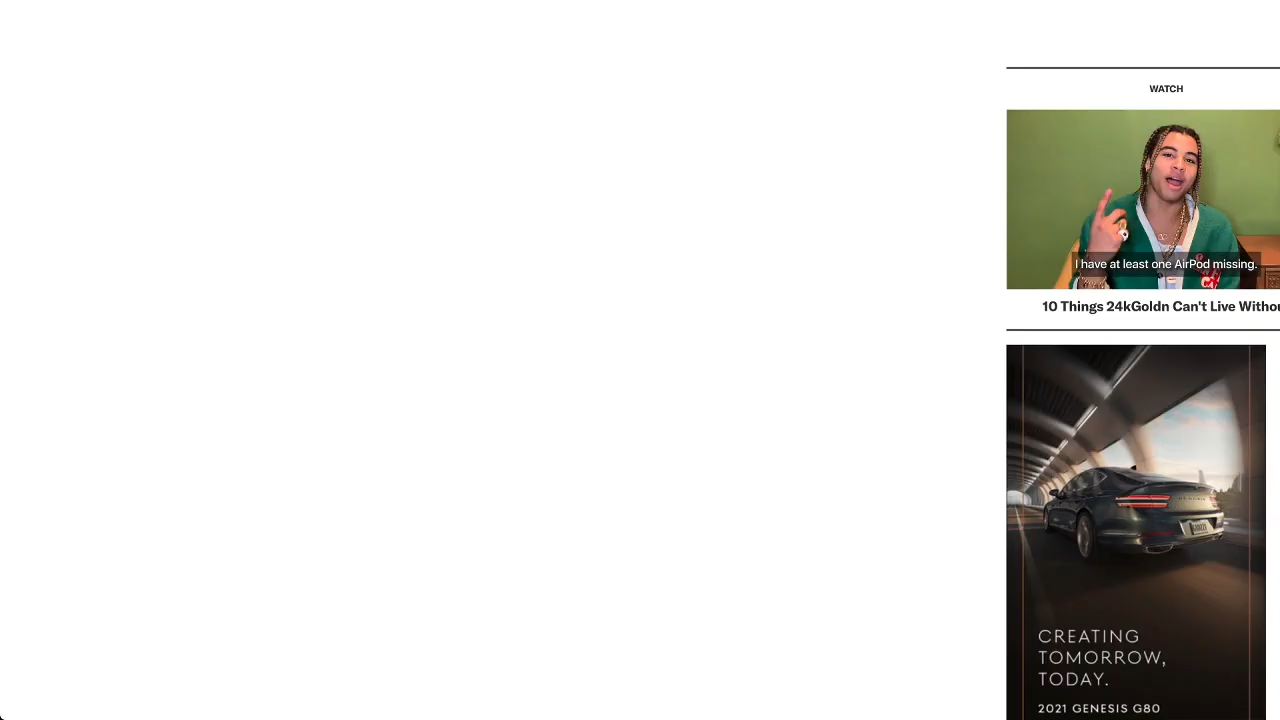 WATCH
I have at least one AirPod missing.
10 Things 24kGoldn Can't Live Withou
CREATING
TOMORROW,
TODAY.
2021 GENESIS G80